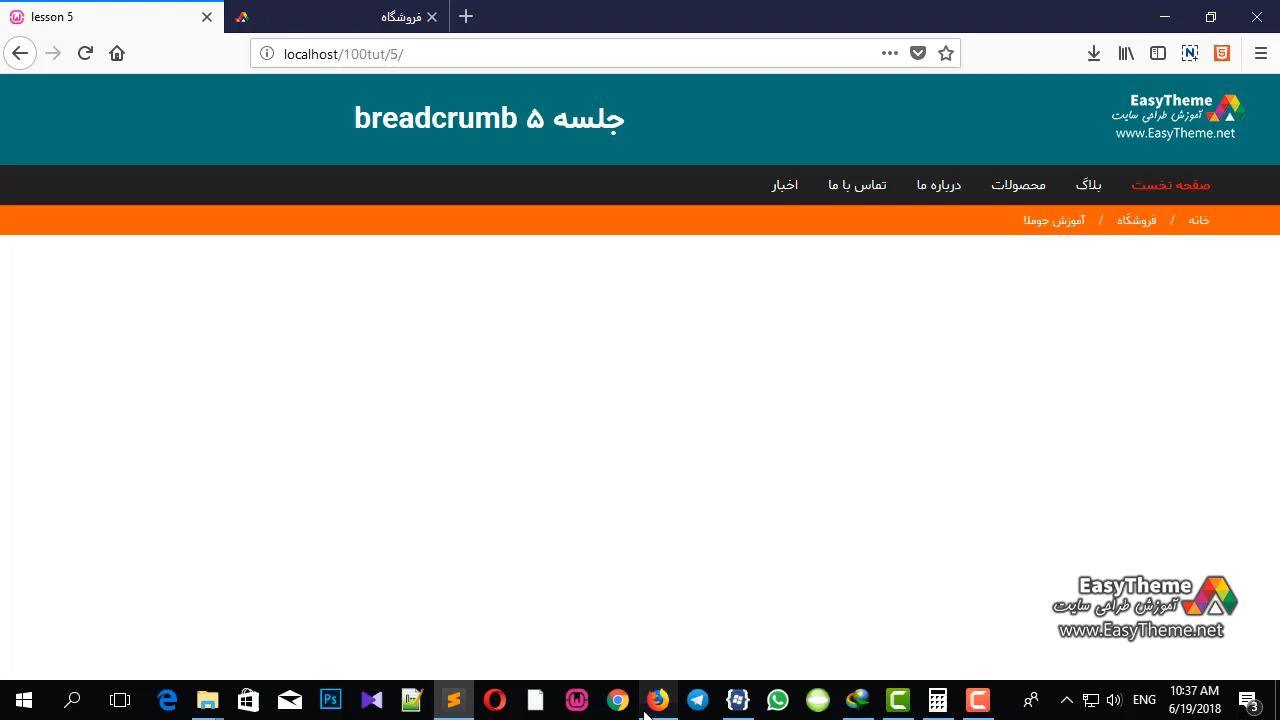 lesson 5
فروشگاه
localhost/100tut/5/
جلسه ۵ breadcrumb
EasyTheme
آموزش طراحی سایت
www.EasyTheme.net
صفحه نخست
بلاگ
محصولات
درباره ما
تماس با ما
اخبار
خانه / فروشگاه / آموزش جوملا
EasyTheme
آموزش طراحی سایت
www.EasyTheme.net
Ps
ENG
10:37 AM
6/19/2018
3